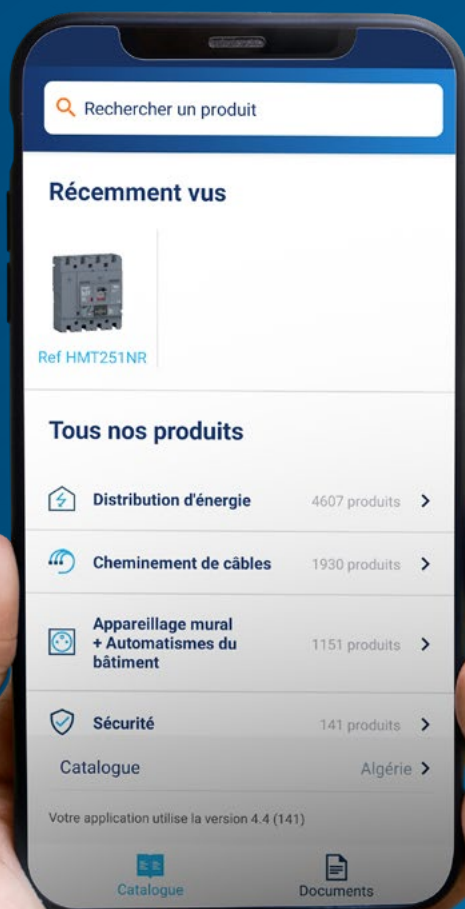 Rechercher un produit
Récemment vus
Ref HMT251NR
Tous nos produits
Distribution d'énergie 4607 produits
Cheminement de câbles 1930 produits
Appareillage mural
+ Automatismes du
bâtiment
1151 produits
Sécurité 141 produits
Catalogue Algérie
Votre application utilise la version 4.4 (141)
Catalogue Documents